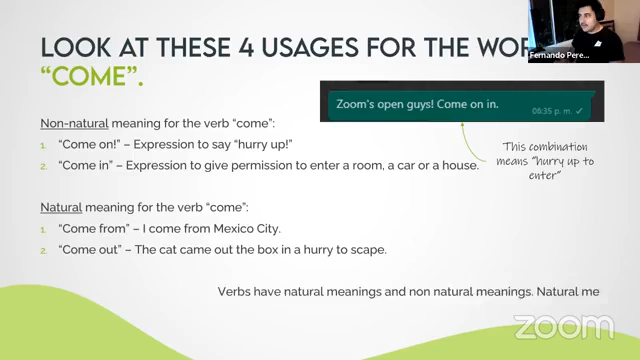 LOOK AT THESE 4 USAGES FOR THE WOR
"COME".
Fernando Pere...
Zoom's open guys! Come on in.
06:35 p. m. ✓
Non-natural meaning for the verb "come":
1. "Come on!" – Expression to say "hurry up!"
2. "Come in" – Expression to give permission to enter a room, a car or a house.
This combination
means "hurry up to
enter"
Natural meaning for the verb "come":
1. "Come from" – I come from Mexico City.
2. "Come out" – The cat came out the box in a hurry to scape.
Verbs have natural meanings and non natural meanings. Natural me
zoom